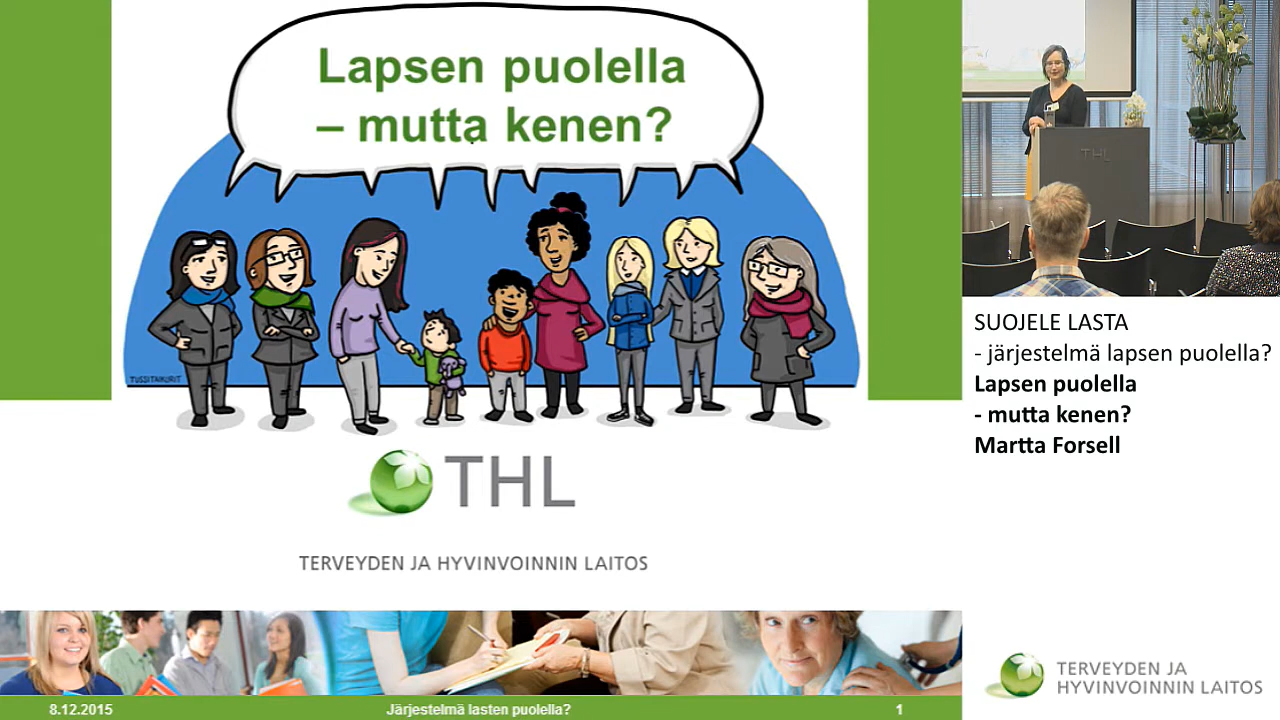 Lapsen puolella
– mutta kenen?
TUSSITAIKURIT
THL
TERVEYDEN JA HYVINVOINNIN LAITOS
8.12.2015
Järjestelmä lasten puolella?
1
THL
SUOJELE LASTA
- järjestelmä lapsen puolella?
Lapsen puolella
- mutta kenen?
Martta Forsell
TERVEYDEN JA
HYVINVOINNIN LAITOS